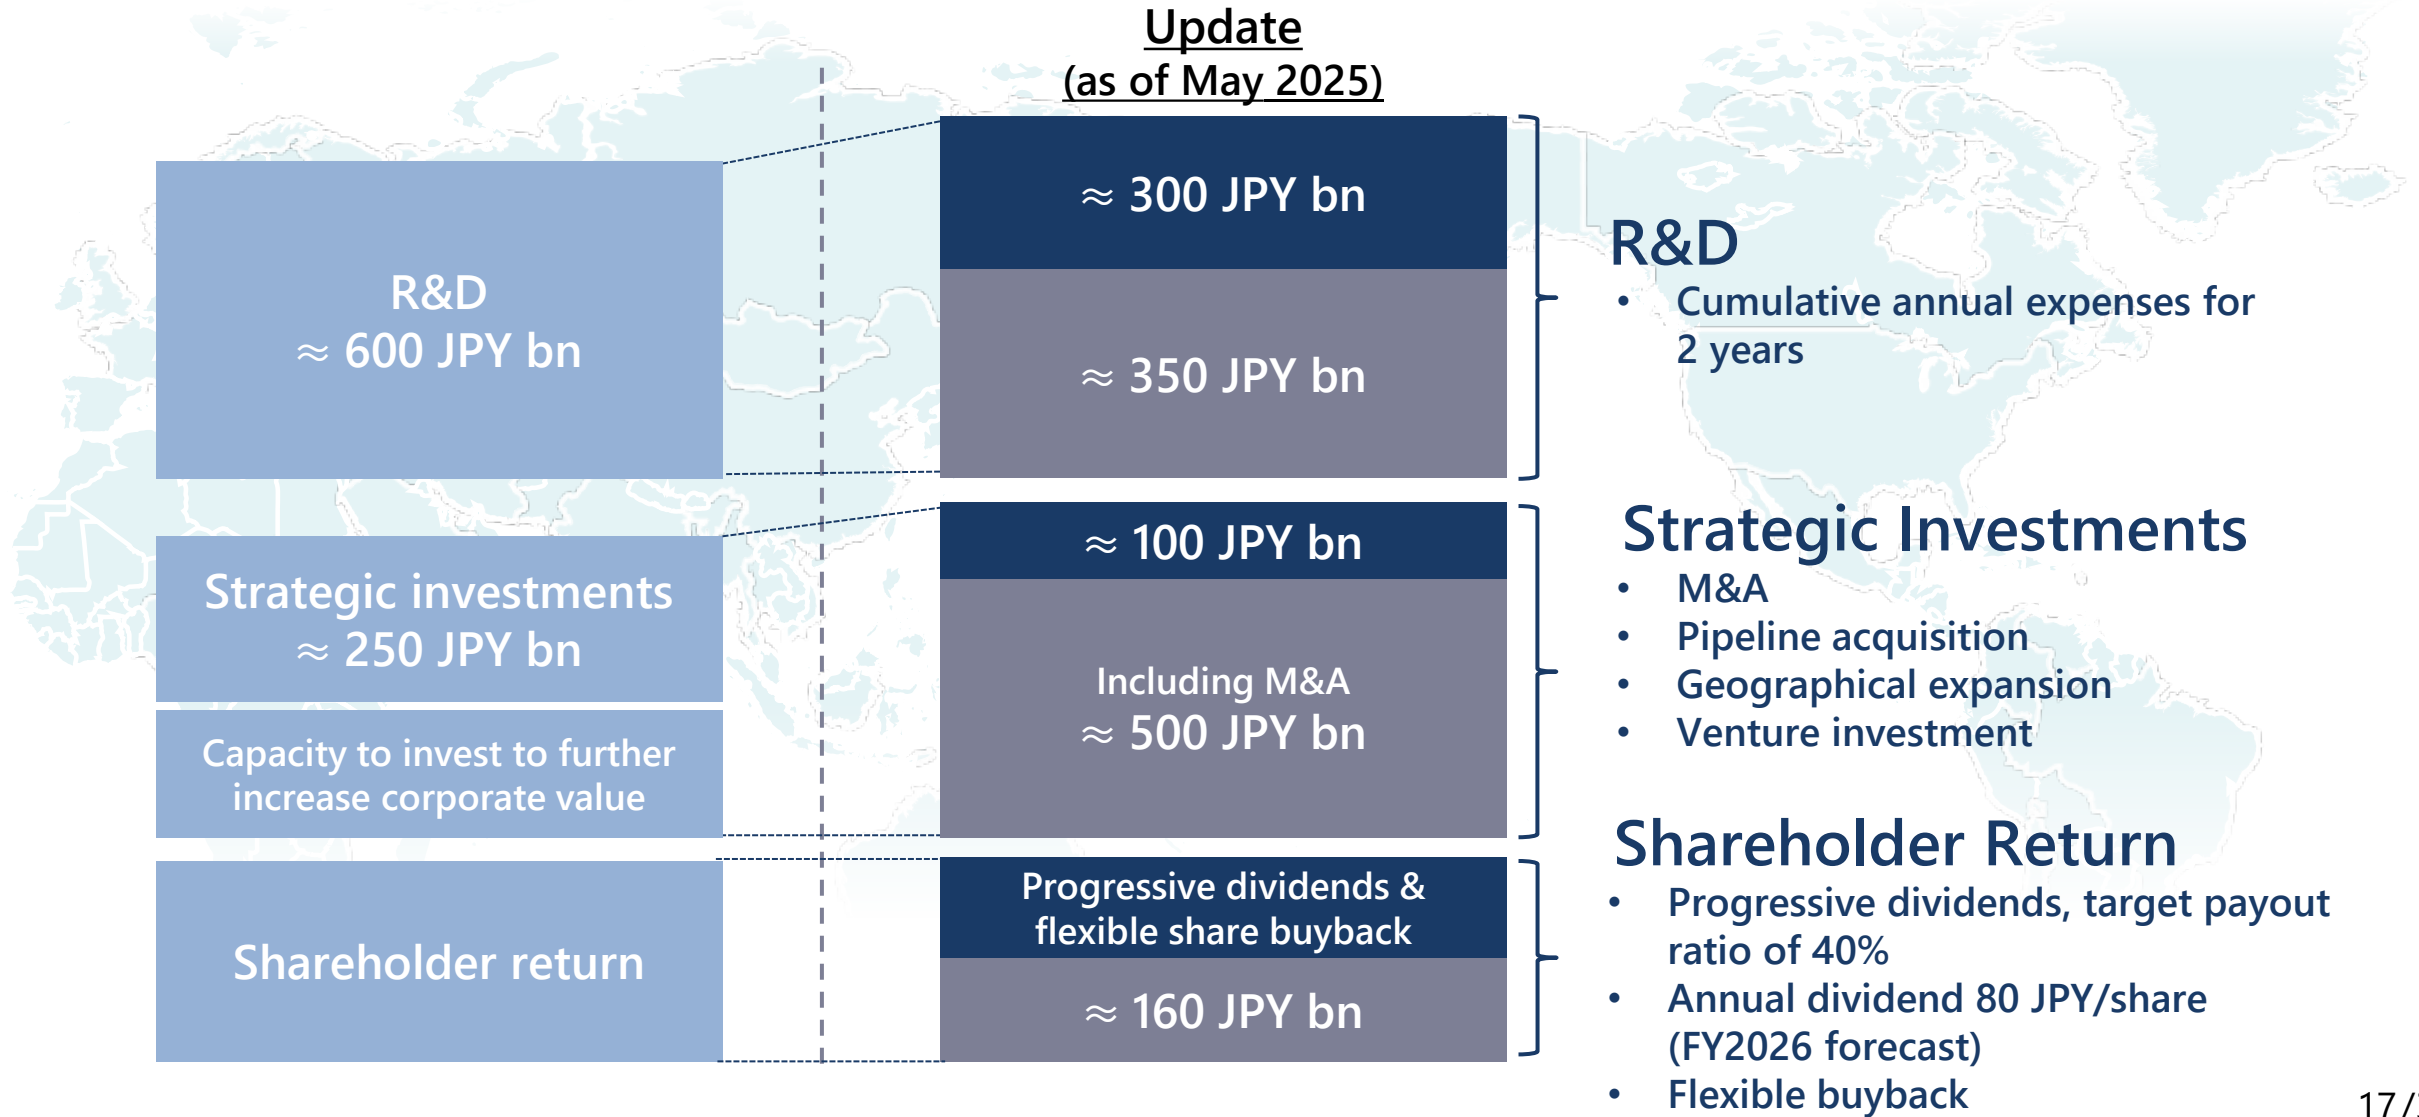 Update
(as of May 2025)
R&D
≈ 600 JPY bn
Strategic investments
≈ 250 JPY bn
Capacity to invest to further
increase corporate value
Shareholder return
≈ 300 JPY bn
≈ 350 JPY bn
≈ 100 JPY bn
Including M&A
≈ 500 JPY bn
Progressive dividends &
flexible share buyback
≈ 160 JPY bn
R&D
• Cumulative annual expenses for
2 years
Strategic Investments
• M&A
• Pipeline acquisition
• Geographical expansion
• Venture investment
Shareholder Return
• Progressive dividends, target payout
ratio of 40%
• Annual dividend 80 JPY/share
(FY2026 forecast)
• Flexible buyback
17/